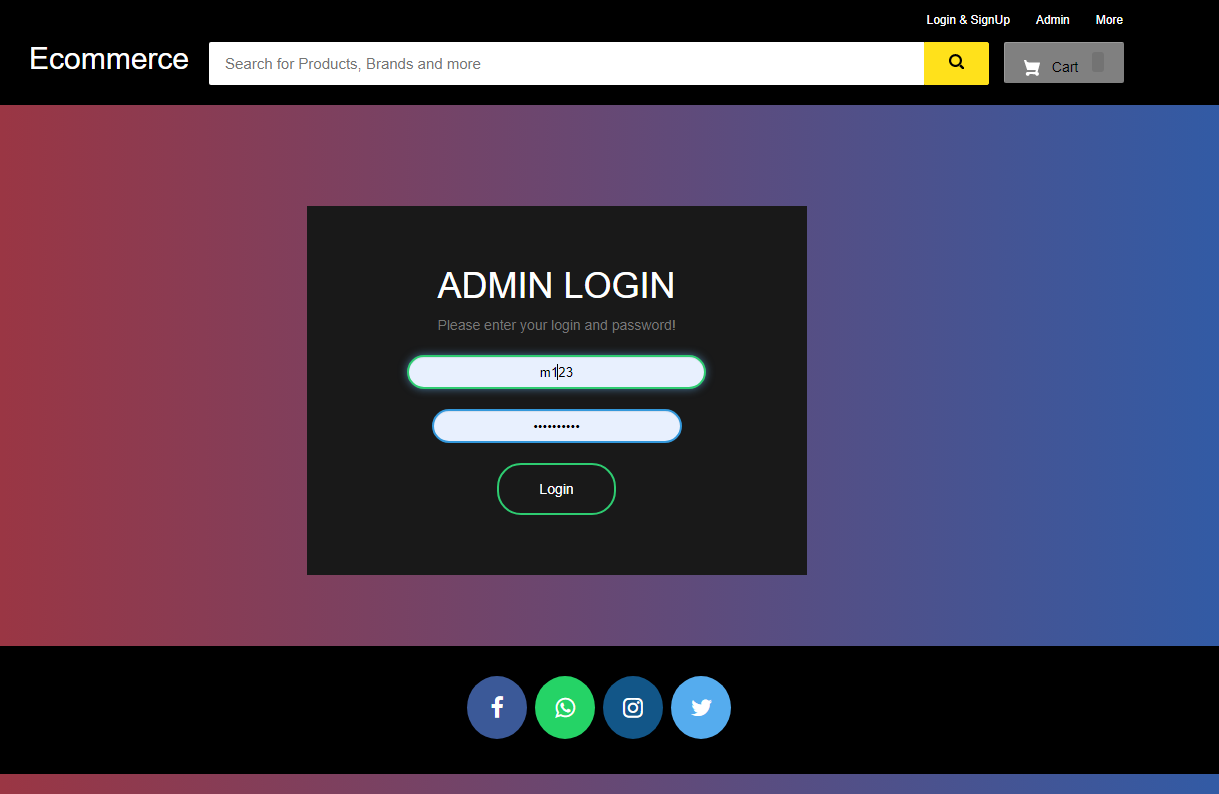 Login & SignUp Admin More
Ecommerce
Search for Products, Brands and more
Cart
ADMIN LOGIN
Please enter your login and password!
m123
••••••••••
Login